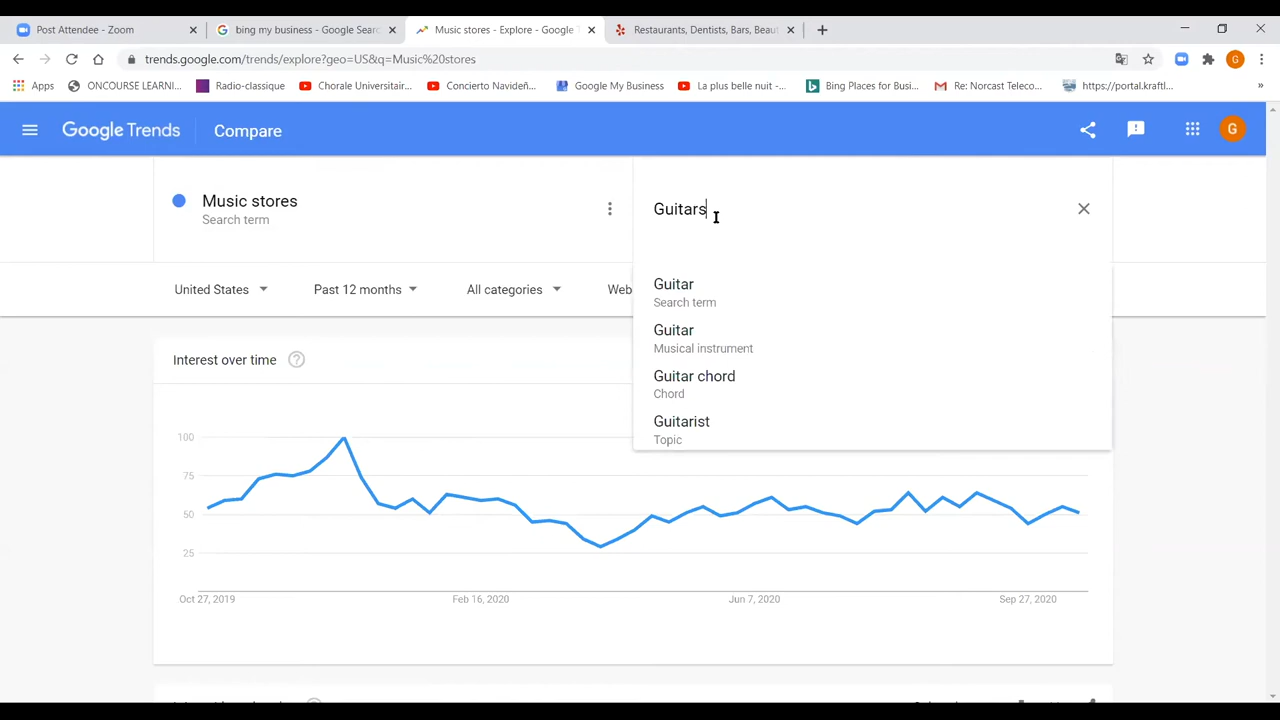 Post Attendee - Zoom
bing my business - Google Searc
Music stores - Explore - Google T
Restaurants, Dentists, Bars, Beau
trends.google.com/trends/explore?geo=US&q=Music%20stores
G
Apps
ONCOURSE LEARNI...
Radio-classique
Chorale Universitair...
Concierto Navideñ...
Google My Business
La plus belle nuit -...
Bing Places for Busi...
Re: Norcast Teleco...
https://portal.kraftl...
»
Google Trends
Compare
G
Music stores
Search term
Guitars
United States
Past 12 months
All categories
Web
Guitar
Search term
Guitar
Musical instrument
Guitar chord
Chord
Guitarist
Topic
Interest over time
?
100
75
50
25
Oct 27, 2019
Feb 16, 2020
Jun 7, 2020
Sep 27, 2020